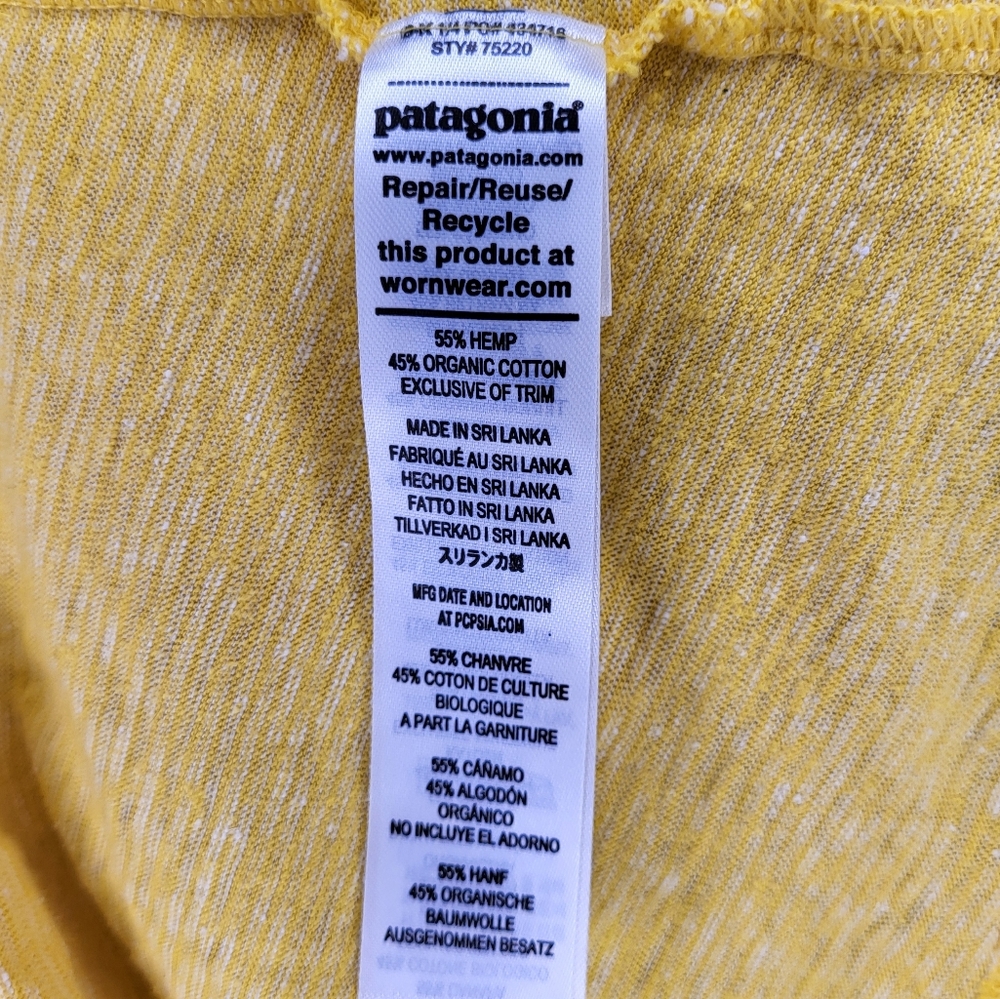 STY# 75220
patagonia®
www.patagonia.com
Repair/Reuse/
Recycle
this product at
wornwear.com
55% HEMP
45% ORGANIC COTTON
EXCLUSIVE OF TRIM
MADE IN SRI LANKA
FABRIQUÉ AU SRI LANKA
HECHO EN SRI LANKA
FATTO IN SRI LANKA
TILLVERKAD I SRI LANKA
スリランカ製
MFG DATE AND LOCATION
AT PCPSIA.COM
55% CHANVRE
45% COTON DE CULTURE
BIOLOGIQUE
A PART LA GARNITURE
55% CÁÑAMO
45% ALGODÓN
ORGÁNICO
NO INCLUYE EL ADORNO
55% HANF
45% ORGANISCHE
BAUMWOLLE
AUSGENOMMEN BESATZ